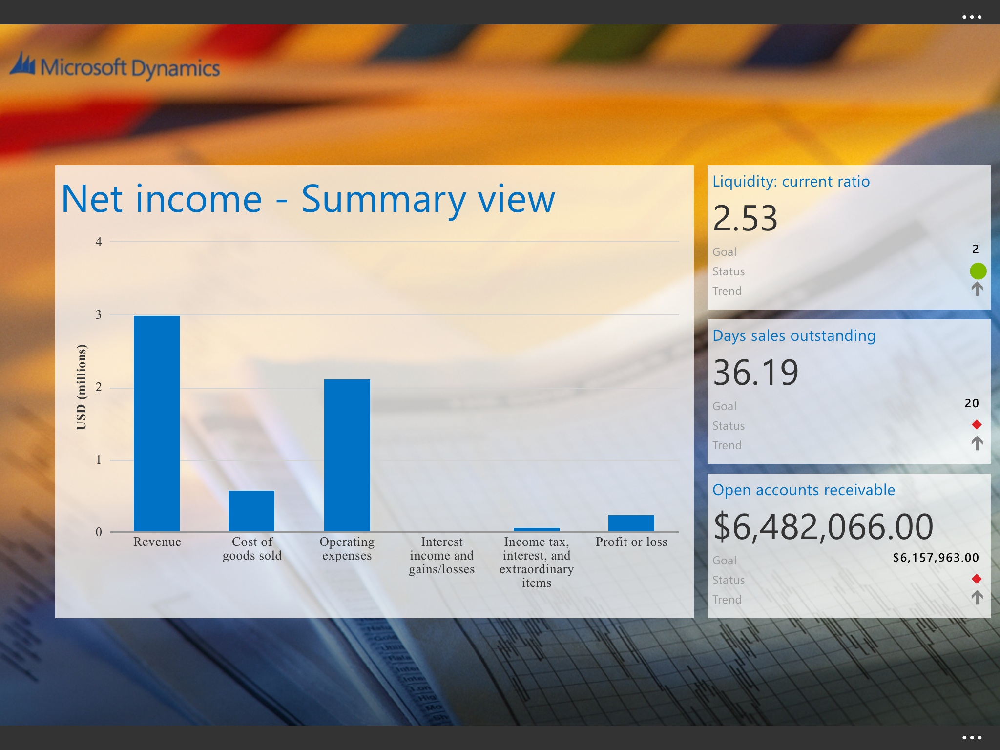 Microsoft Dynamics
Net income - Summary view
USD (millions)
4
3
2
1
0
Revenue
Cost of
goods sold
Operating
expenses
Interest
income and
gains/losses
Income tax,
interest, and
extraordinary
items
Profit or loss
Liquidity: current ratio
2.53
Goal 2
Status
Trend
Days sales outstanding
36.19
Goal 20
Status
Trend
Open accounts receivable
$6,482,066.00
Goal $6,157,963.00
Status
Trend